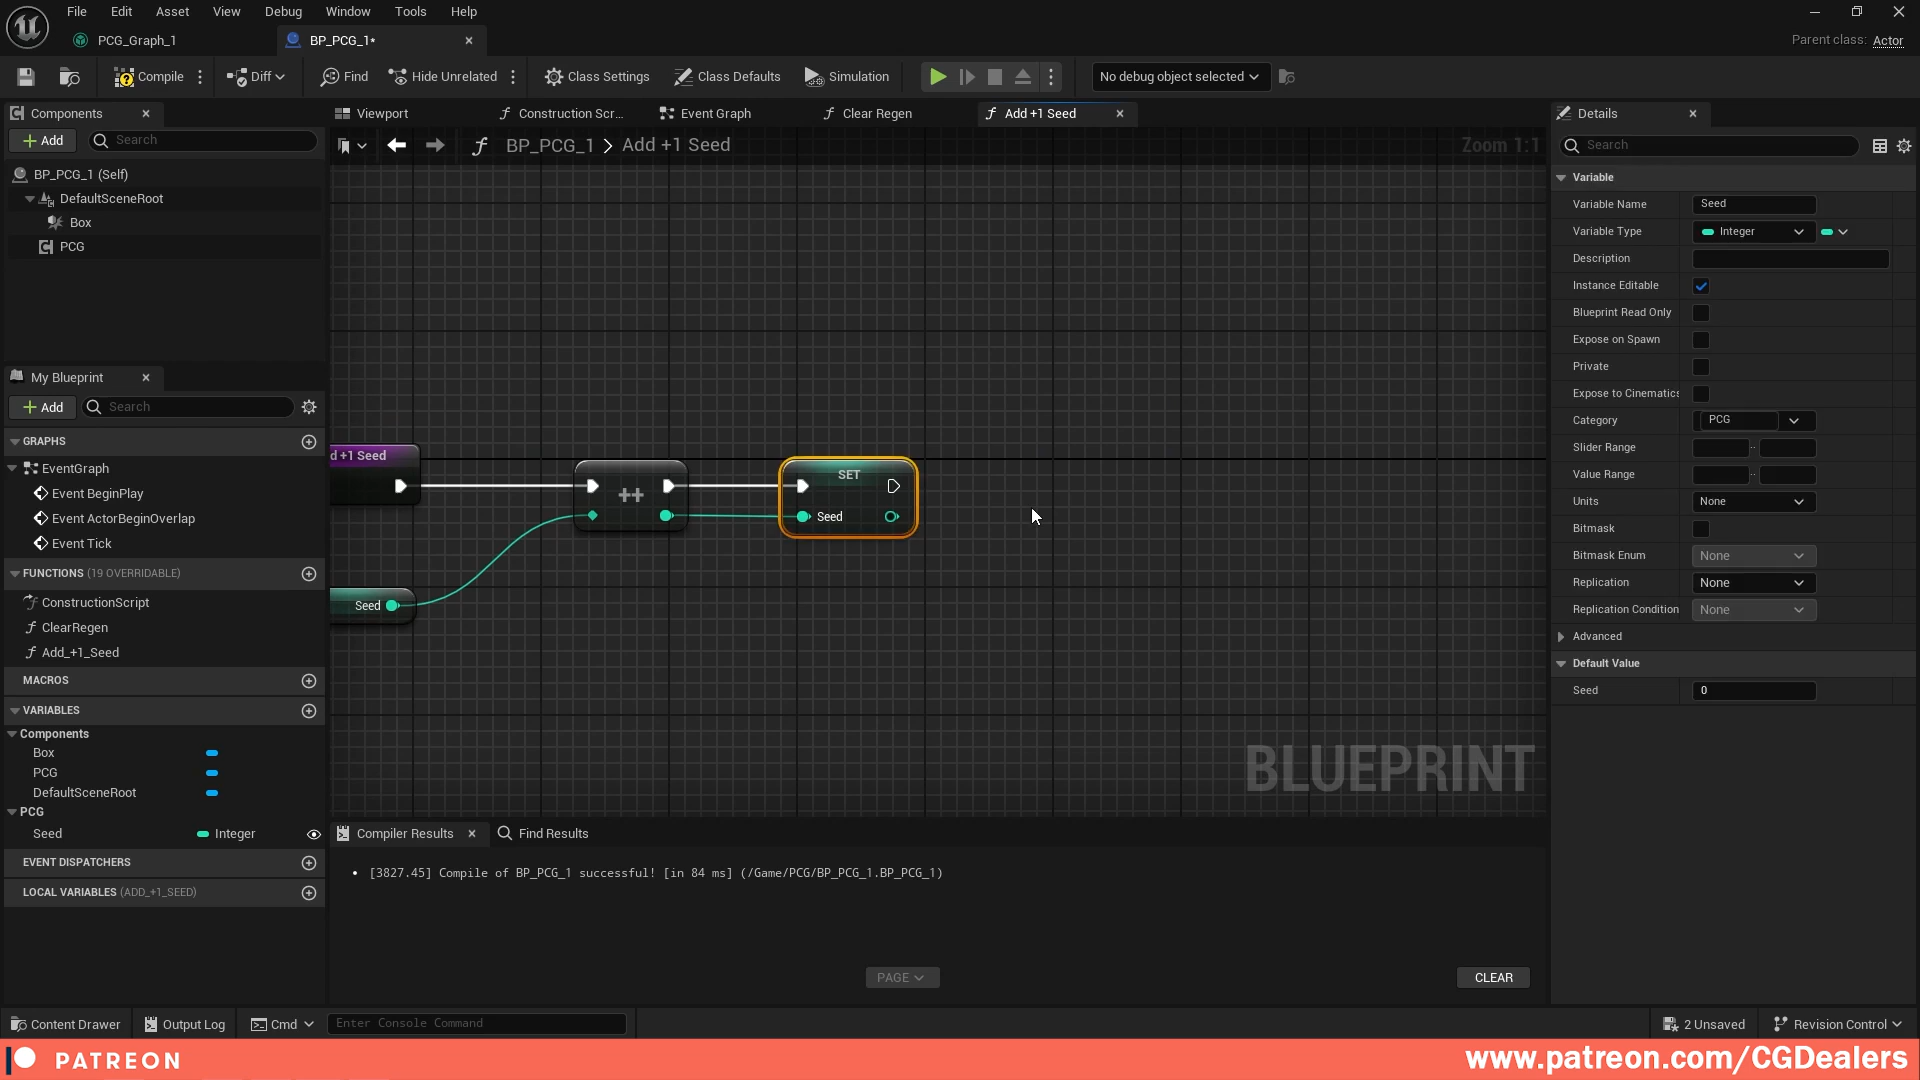 File Edit Asset View Debug Window Tools Help
PCG_Graph_1
BP_PCG_1*
Parent class: Actor
Compile
Diff
Find
Hide Unrelated
Class Settings
Class Defaults
Simulation
No debug object selected
Components
Add
Search
BP_PCG_1 (Self)
DefaultSceneRoot
Box
PCG
My Blueprint
Add
Search
GRAPHS
EventGraph
Event BeginPlay
Event ActorBeginOverlap
Event Tick
FUNCTIONS (19 OVERRIDABLE)
ConstructionScript
ClearRegen
Add_+1_Seed
MACROS
VARIABLES
Components
Box
PCG
DefaultSceneRoot
PCG
Seed Integer
EVENT DISPATCHERS
LOCAL VARIABLES (ADD_+1_SEED)
Viewport
Construction Scr...
Event Graph
Clear Regen
Add +1 Seed
BP_PCG_1 > Add +1 Seed
Zoom 1:1
d +1 Seed
++
SET
Seed
Seed
BLUEPRINT
Compiler Results
Find Results
• [3827.45] Compile of BP_PCG_1 successful! [in 84 ms] (/Game/PCG/BP_PCG_1.BP_PCG_1)
PAGE
CLEAR
Details
Search
Variable
Variable Name Seed
Variable Type Integer
Description
Instance Editable
Blueprint Read Only
Expose on Spawn
Private
Expose to Cinematics
Category PCG
Slider Range
Value Range
Units None
Bitmask
Bitmask Enum None
Replication None
Replication Condition None
Advanced
Default Value
Seed 0
Content Drawer
Output Log
Cmd
Enter Console Command
2 Unsaved
Revision Control
PATREON
www.patreon.com/CGDealers